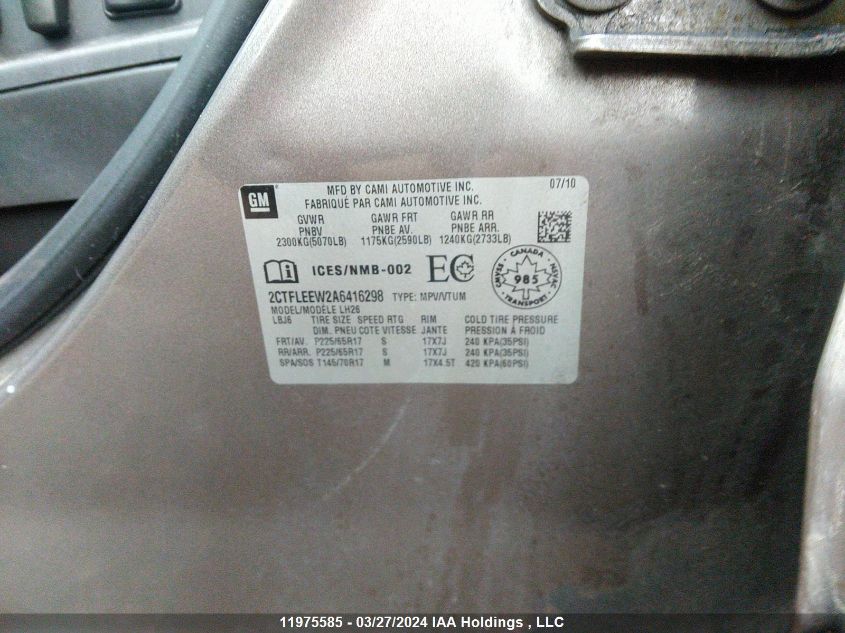 GM
MFD BY CAMI AUTOMOTIVE INC. 07/10
FABRIQUÉ PAR CAMI AUTOMOTIVE INC.
GVWR GAWR FRT GAWR RR
PNBV PNBE AV. PNBE ARR.
2300KG(5070LB) 1175KG(2590LB) 1240KG(2733LB)
i ICES/NMB-002 EC
CANADA
985
TRANSPORT
2CTFLEEW2A6416298 TYPE: MPV/VTUM
MODEL/MODÈLE LH26
LBJ6 TIRE SIZE SPEED RTG RIM COLD TIRE PRESSURE
DIM. PNEU COTE VITESSE JANTE PRESSION À FROID
FRT/AV. P225/65R17 S 17X7J 240 KPA(35PSI)
RR/ARR. P225/65R17 S 17X7J 240 KPA(35PSI)
SPA/SOS T145/70R17 M 17X4.5T 420 KPA(60PSI)
11975585 - 03/27/2024 IAA Holdings , LLC